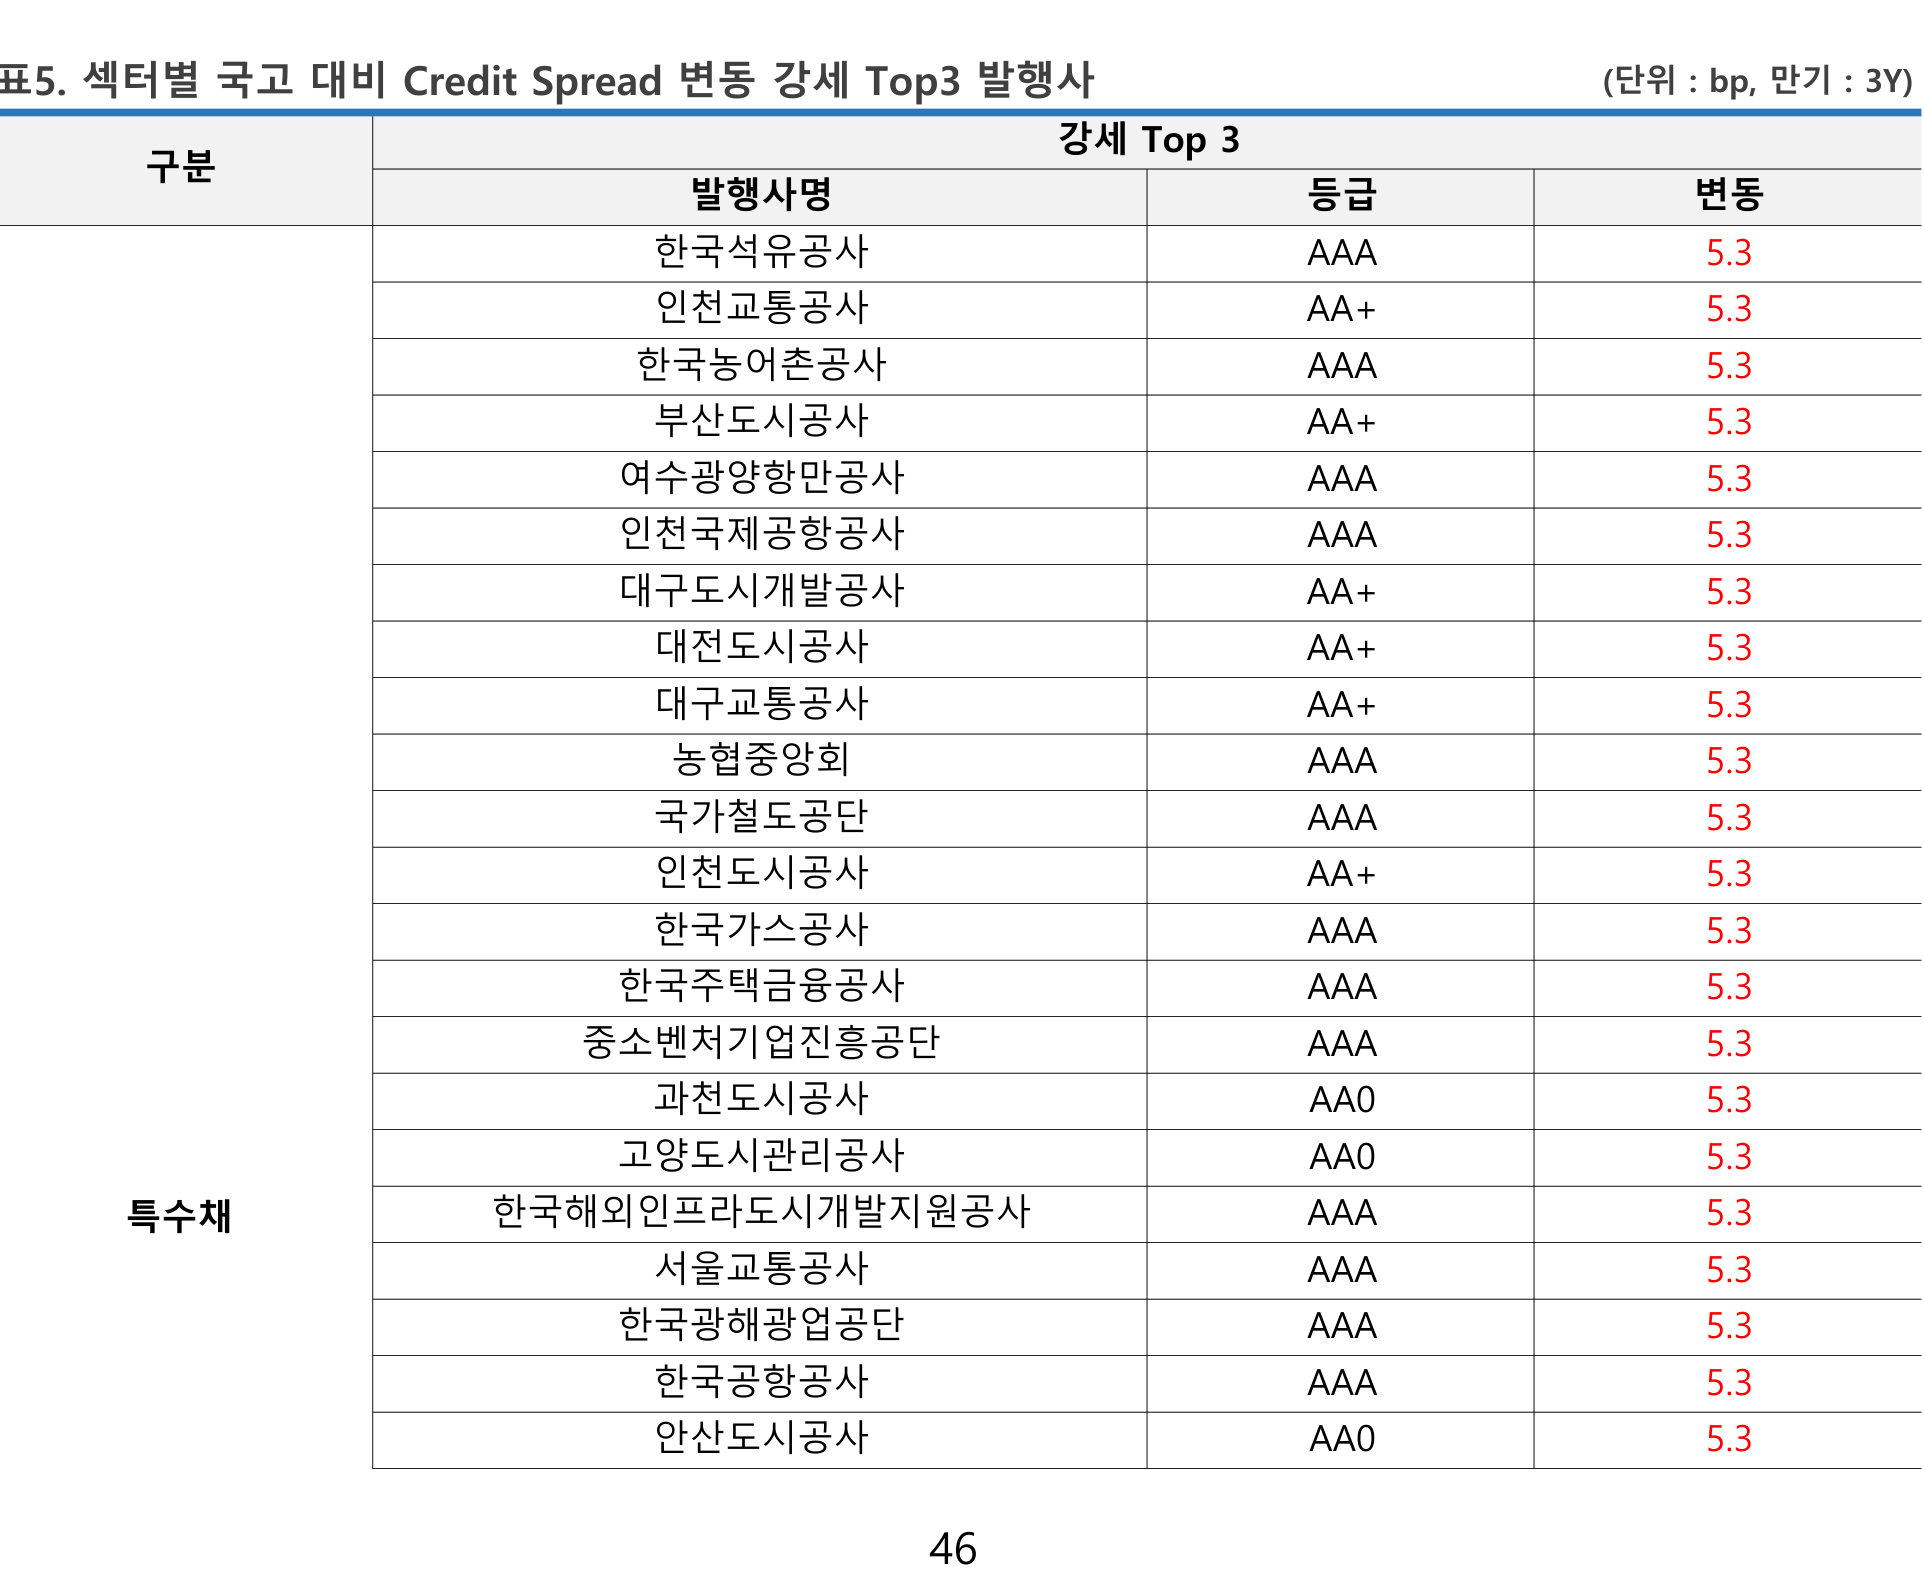 표5. 섹터별 국고 대비 Credit Spread 변동 강세 Top3 발행사 (단위 : bp, 만기 : 3Y)
구분 강세 Top 3
발행사명 등급 변동
한국석유공사 AAA 5.3
인천교통공사 AA+ 5.3
한국농어촌공사 AAA 5.3
부산도시공사 AA+ 5.3
여수광양항만공사 AAA 5.3
인천국제공항공사 AAA 5.3
대구도시개발공사 AA+ 5.3
대전도시공사 AA+ 5.3
대구교통공사 AA+ 5.3
농협중앙회 AAA 5.3
국가철도공단 AAA 5.3
인천도시공사 AA+ 5.3
한국가스공사 AAA 5.3
한국주택금융공사 AAA 5.3
중소벤처기업진흥공단 AAA 5.3
과천도시공사 AA0 5.3
고양도시관리공사 AA0 5.3
특수채 한국해외인프라도시개발지원공사 AAA 5.3
서울교통공사 AAA 5.3
한국광해광업공단 AAA 5.3
한국공항공사 AAA 5.3
안산도시공사 AA0 5.3
46